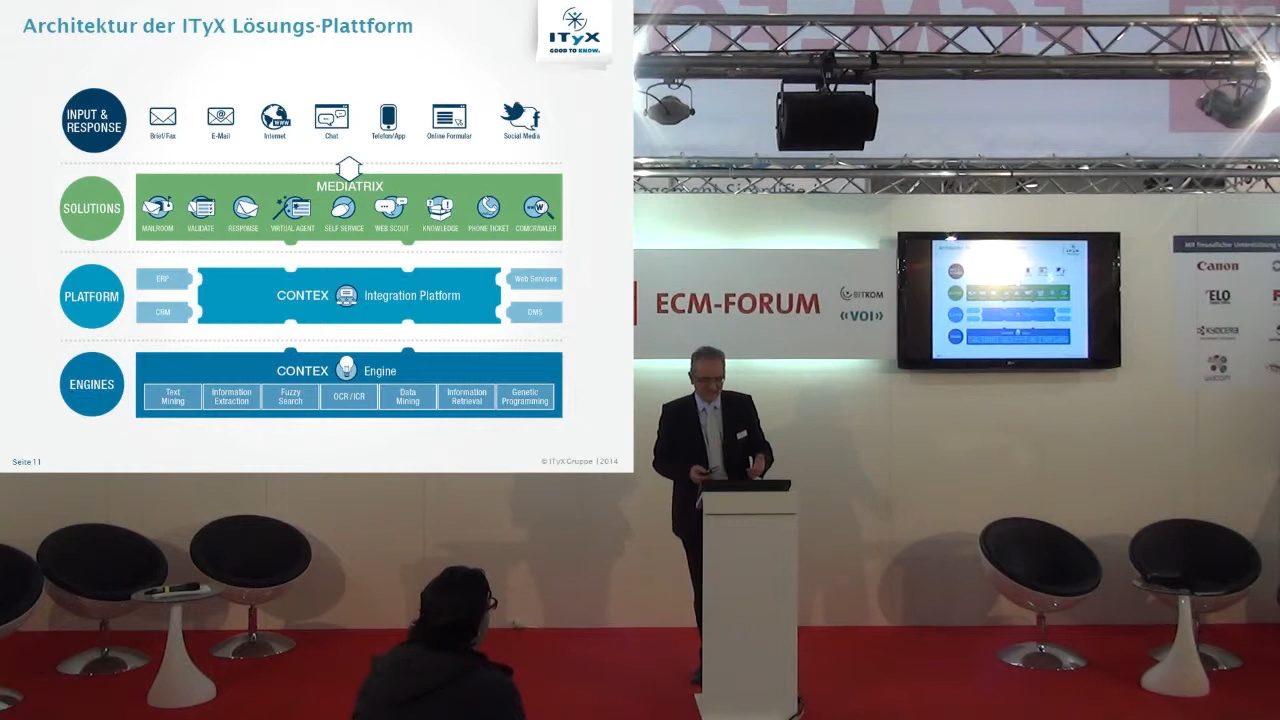 Architektur der ITyX Lösungs-Plattform
ITyX
GOOD TO KNOW.
INPUT &
RESPONSE
Brief/Fax
E-Mail
Internet
Chat
Telefon/App
Online Formular
Social Media
SOLUTIONS
MEDIATRIX
MAILROOM
VALIDATE
RESPONSE
VIRTUAL AGENT
SELF SERVICE
WEB SCOUT
KNOWLEDGE
PHONE TICKET
COMCRAWLER
PLATFORM
ERP
CRM
CONTEX Integration Platform
Web Services
DMS
ENGINES
CONTEX Engine
Text
Mining
Information
Extraction
Fuzzy
Search
OCR/ICR
Data
Mining
Information
Retrieval
Genetic
Programming
Seite 11
© ITyX Gruppe | 2014
ECM-FORUM
BITKOM
VOI
Mit freundlicher Unterstützung
Canon
ELO
KYOCERA